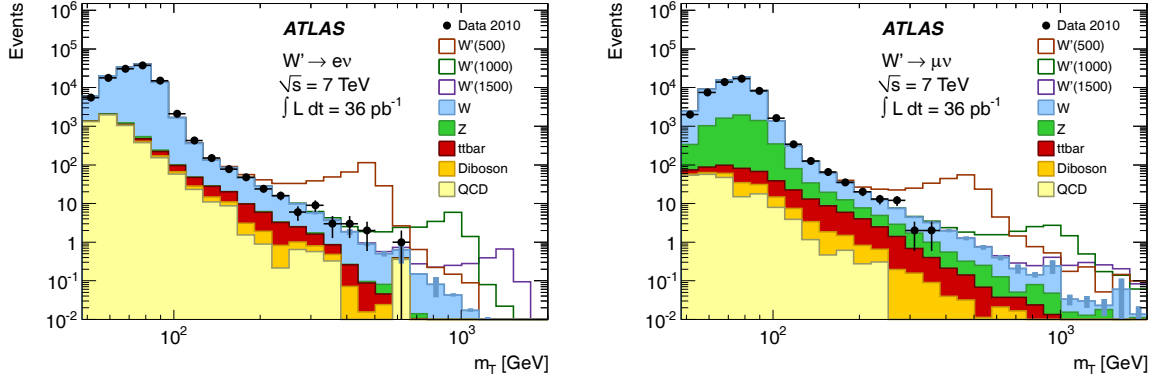 Events
10⁶
10⁵
10⁴
10³
10²
10
1
10⁻¹
10⁻²
10²
10³
m_T [GeV]
ATLAS
W' → eν
√s = 7 TeV
∫ L dt = 36 pb⁻¹
Data 2010
W'(500)
W'(1000)
W'(1500)
W
Z
ttbar
Diboson
QCD
Events
10⁶
10⁵
10⁴
10³
10²
10
1
10⁻¹
10⁻²
10²
10³
m_T [GeV]
ATLAS
W' → μν
√s = 7 TeV
∫ L dt = 36 pb⁻¹
Data 2010
W'(500)
W'(1000)
W'(1500)
W
Z
ttbar
Diboson
QCD